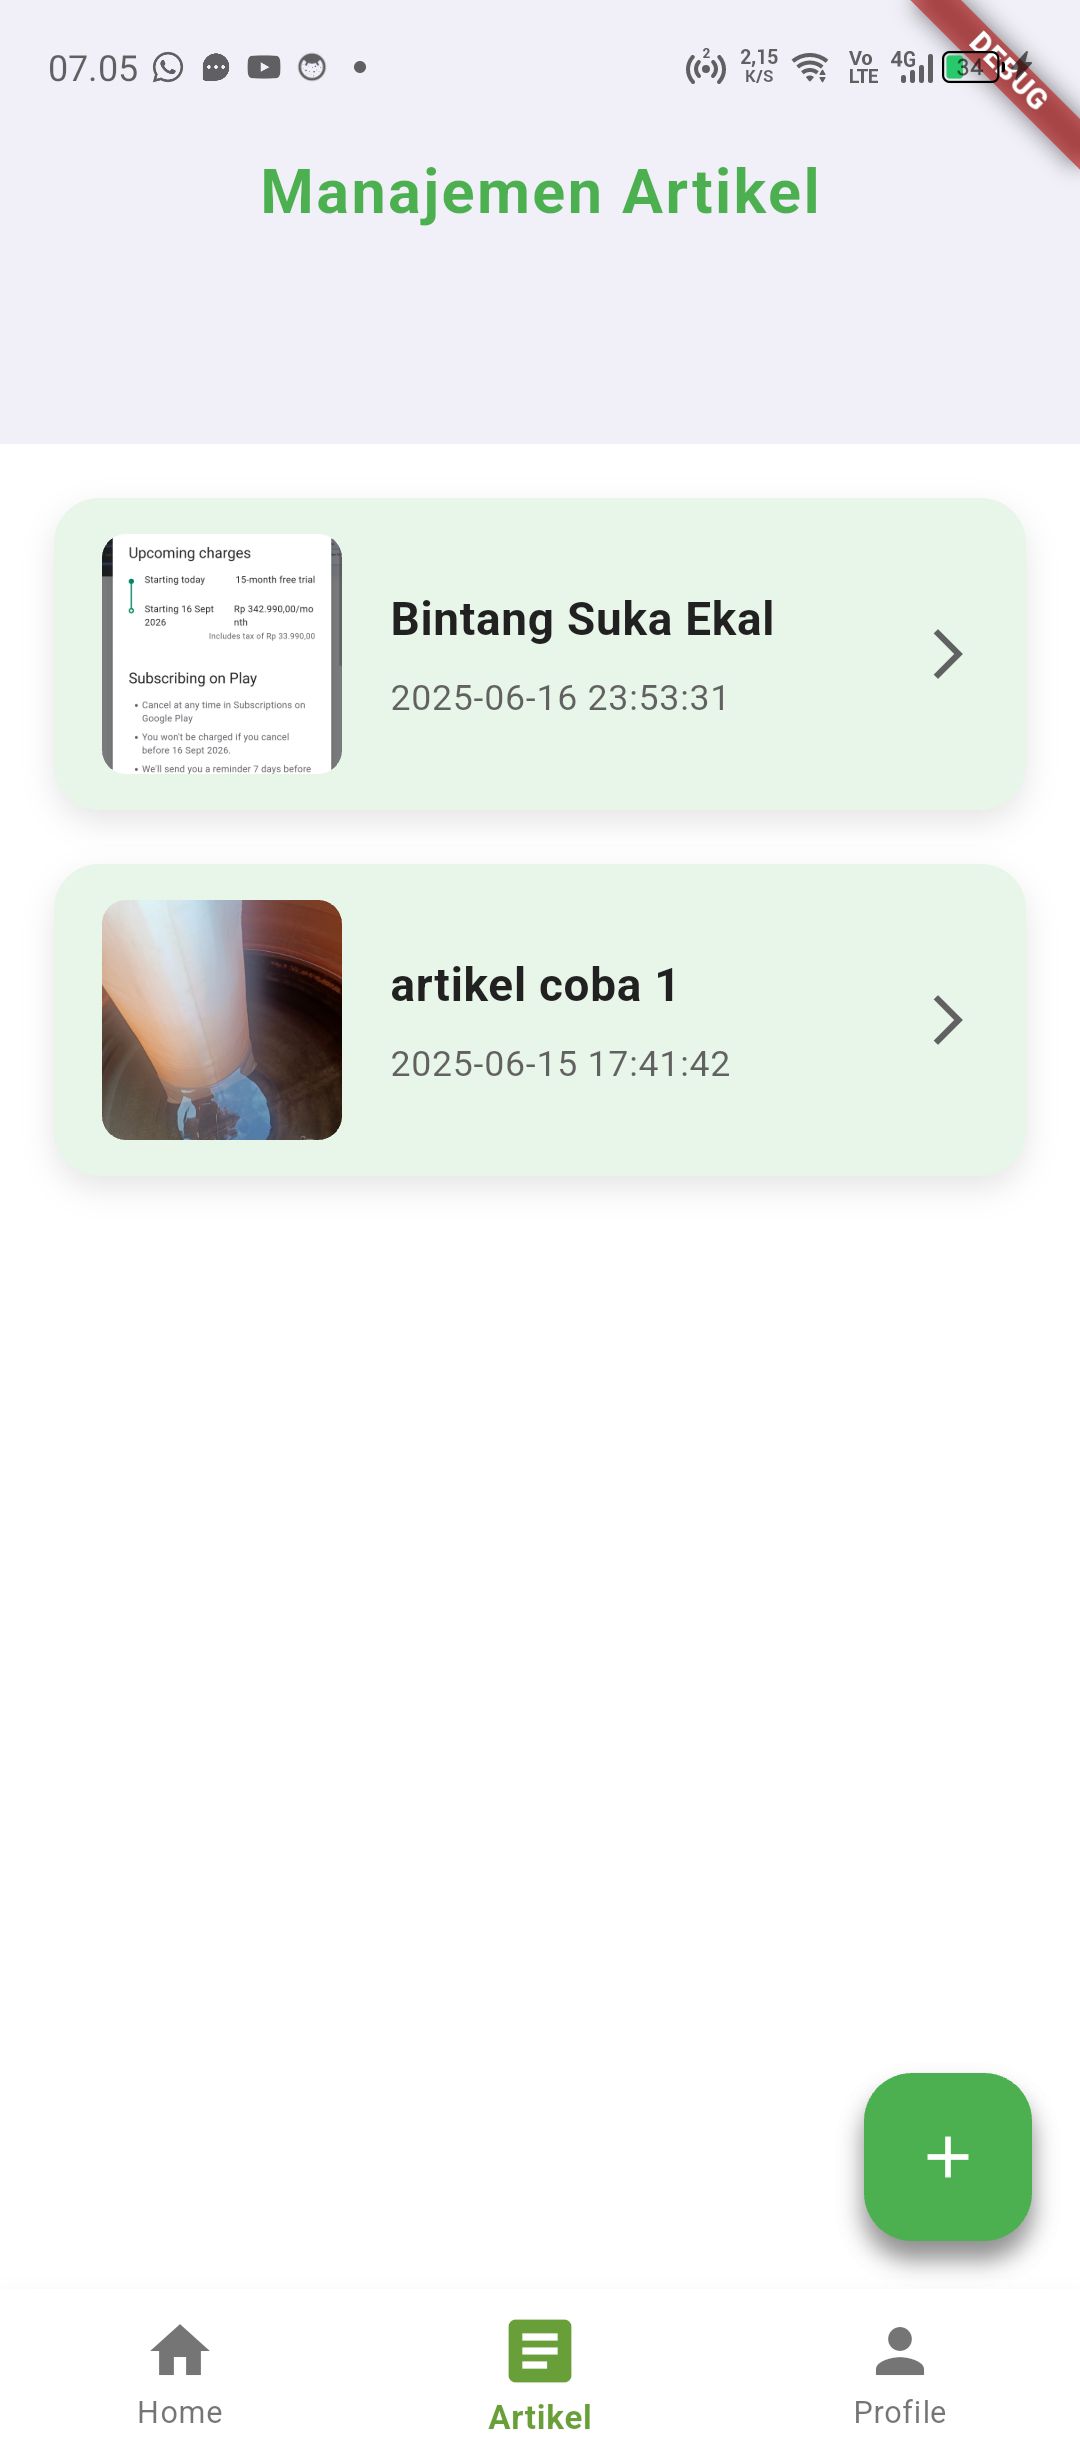 07.05
2
2,15
K/S
Vo
LTE
4G
34
DEBUG
Manajemen Artikel
Upcoming charges
Starting today 15-month free trial
Starting 16 Sept Rp 342.990,00/mo
2026 nth
Includes tax of Rp 33.990,00
Subscribing on Play
• Cancel at any time in Subscriptions on
Google Play
• You won't be charged if you cancel
before 16 Sept 2026.
• We'll send you a reminder 7 days before
Bintang Suka Ekal
2025-06-16 23:53:31
artikel coba 1
2025-06-15 17:41:42
Home
Artikel
Profile